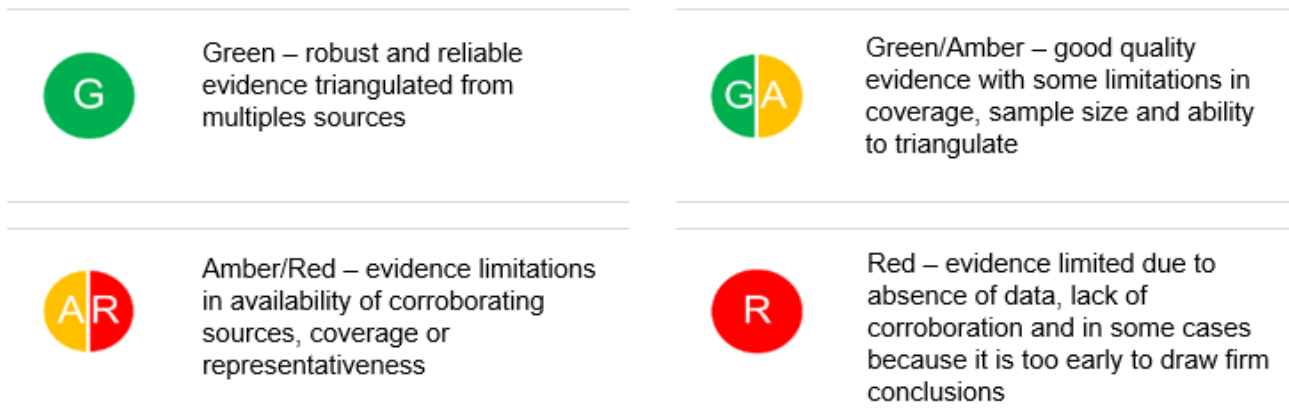 G
Green – robust and reliable
evidence triangulated from
multiples sources
GA
Green/Amber – good quality
evidence with some limitations in
coverage, sample size and ability
to triangulate
AR
Amber/Red – evidence limitations
in availability of corroborating
sources, coverage or
representativeness
R
Red – evidence limited due to
absence of data, lack of
corroboration and in some cases
because it is too early to draw firm
conclusions